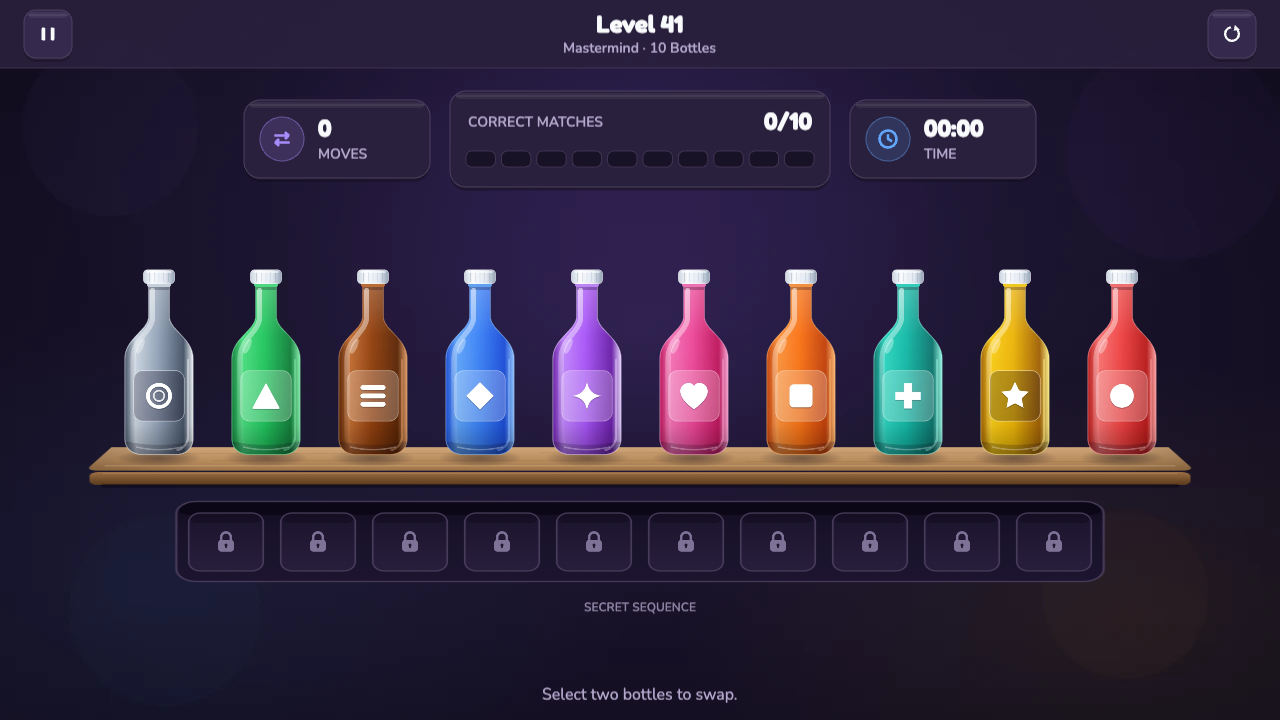 Level 41
Mastermind · 10 Bottles
0
MOVES
CORRECT MATCHES
0/10
00:00
TIME
SECRET SEQUENCE
Select two bottles to swap.